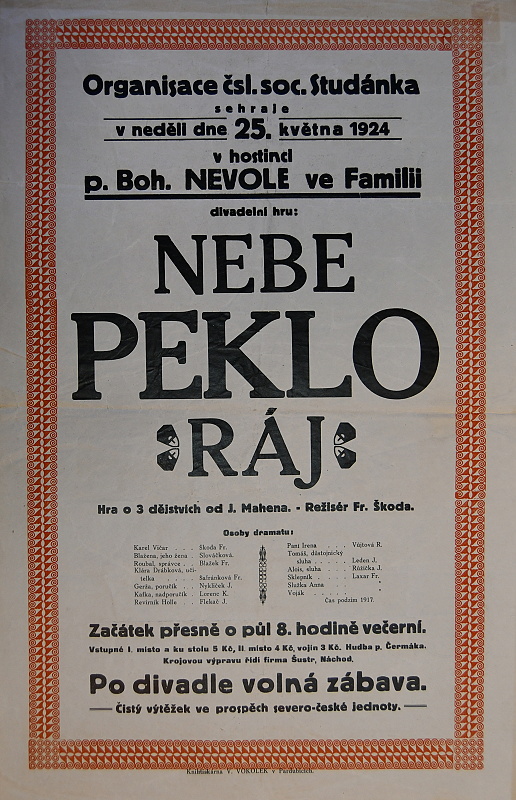 Organisace čsl. soc. Studánka
sehraje
v neděli dne 25. května 1924
v hostinci
p. Boh. NEVOLE ve Familii
divadelní hru:
NEBE
PEKLO
RÁJ
Hra o 3 dějstvích od J. Mahena. - Režisér Fr. Škoda.
Osoby dramatu:
Karel Vičar . . . . Škoda Fr.
Blažena, jeho žena . Slováčková.
Roubal, správce . . Blažek Fr.
Klára Drábková, uči-
telka . . . . . Šafránková Fr.
Gerža, poručík . . . Nyklíček J.
Kafka, nadporučík . Lorenc K.
Revírník Holle . . . Flekač J.
Paní Irena . . . . Vůjtová R.
Tomáš, důstojnický
sluha . . . . . Leden J.
Alois, sluha . . . . Růžička J.
Sklepník . . . . . Laxar Fr.
Služka Anna . . .
Voják . . . . .
Čas podzim 1917.
Začátek přesně o půl 8. hodině večerní.
Vstupné I. místo a ku stolu 5 Kč, II. místo 4 Kč, vojín 3 Kč. Hudba p. Čermáka.
Krojovou výpravu řídí firma Šustr, Náchod.
Po divadle volná zábava.
Čistý výtěžek ve prospěch severo-české jednoty.
Knihtiskárna V. VOKOLEK v Pardubicích.